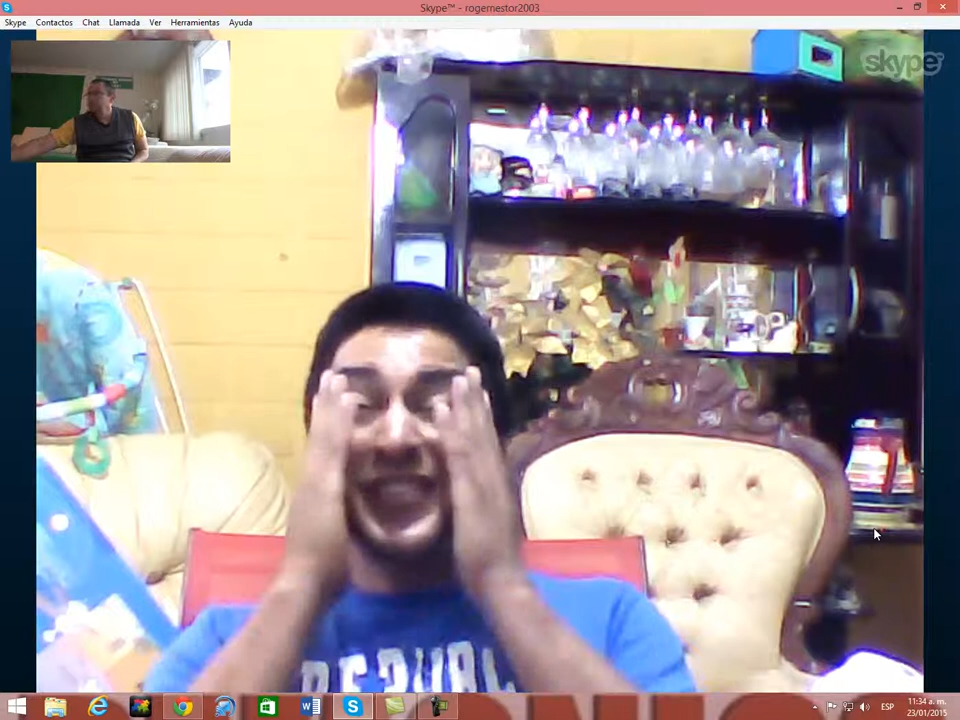 Skype™ - rogernestor2003
Skype Contactos Chat Llamada Ver Herramientas Ayuda
skype
ESP
11:34 a. m.
23/01/2015